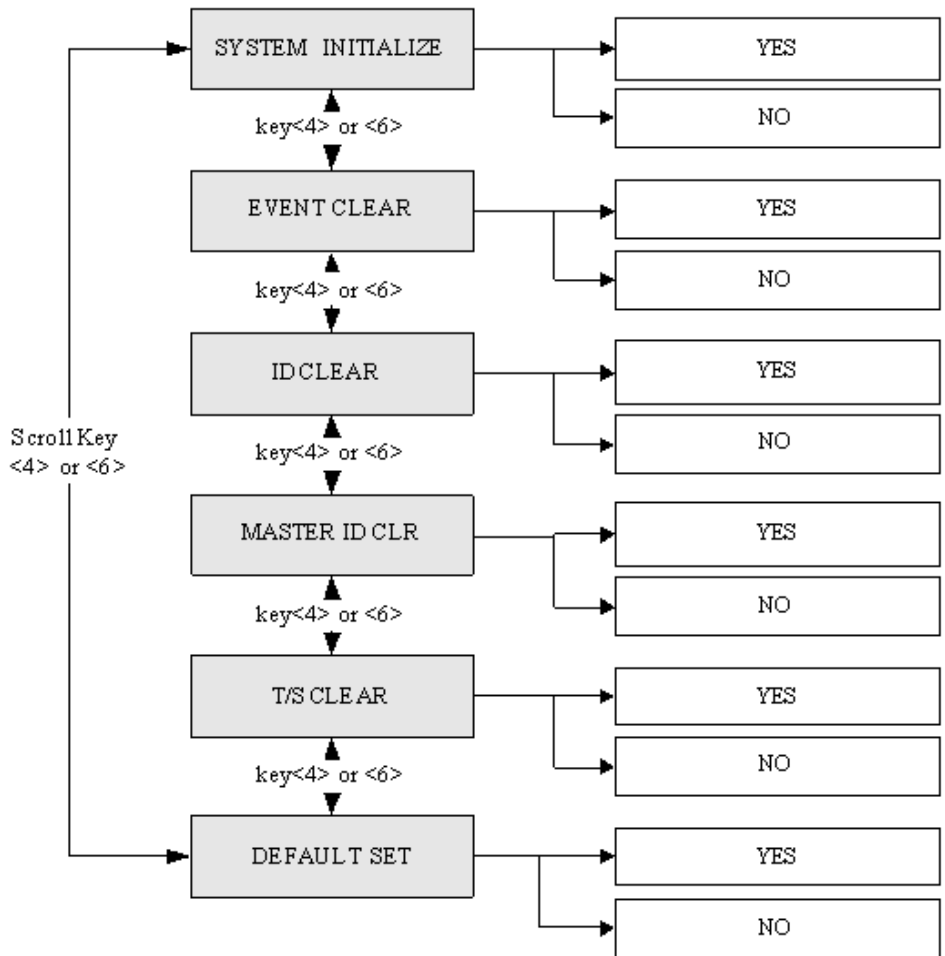 SYSTEM INITIALIZE
YES
NO
key<4> or <6>
EVENT CLEAR
YES
NO
key<4> or <6>
ID CLEAR
YES
NO
Scroll Key
<4> or <6>
key<4> or <6>
MASTER ID CLR
YES
NO
key<4> or <6>
T/S CLEAR
YES
NO
key<4> or <6>
DEFAULT SET
YES
NO